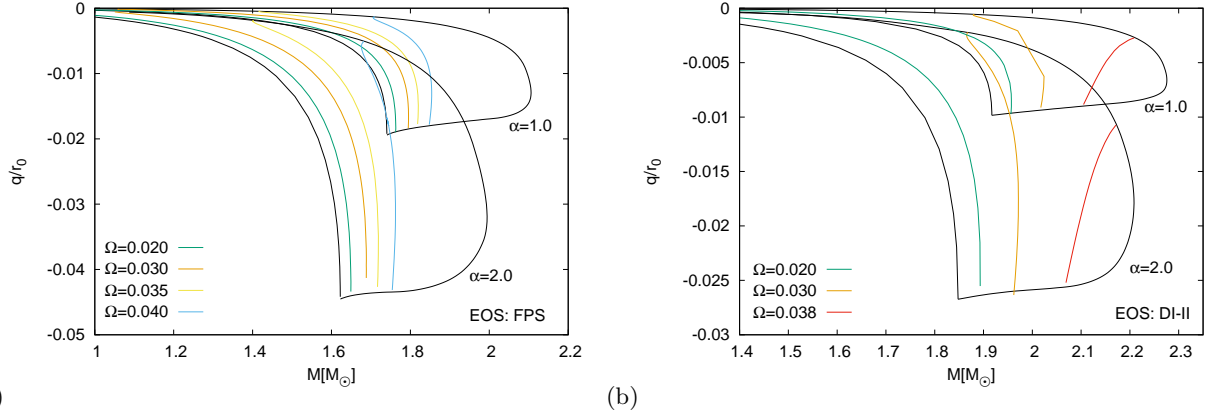 0
-0.01
-0.02
-0.03
-0.04
-0.05
q/r₀
1 1.2 1.4 1.6 1.8 2 2.2
M[M☉]
α=1.0
α=2.0
Ω=0.020
Ω=0.030
Ω=0.035
Ω=0.040
EOS: FPS
)
0
-0.005
-0.01
-0.015
-0.02
-0.025
-0.03
q/r₀
1.4 1.5 1.6 1.7 1.8 1.9 2 2.1 2.2 2.3
M[M☉]
α=1.0
α=2.0
Ω=0.020
Ω=0.030
Ω=0.038
EOS: DI-II
(b)